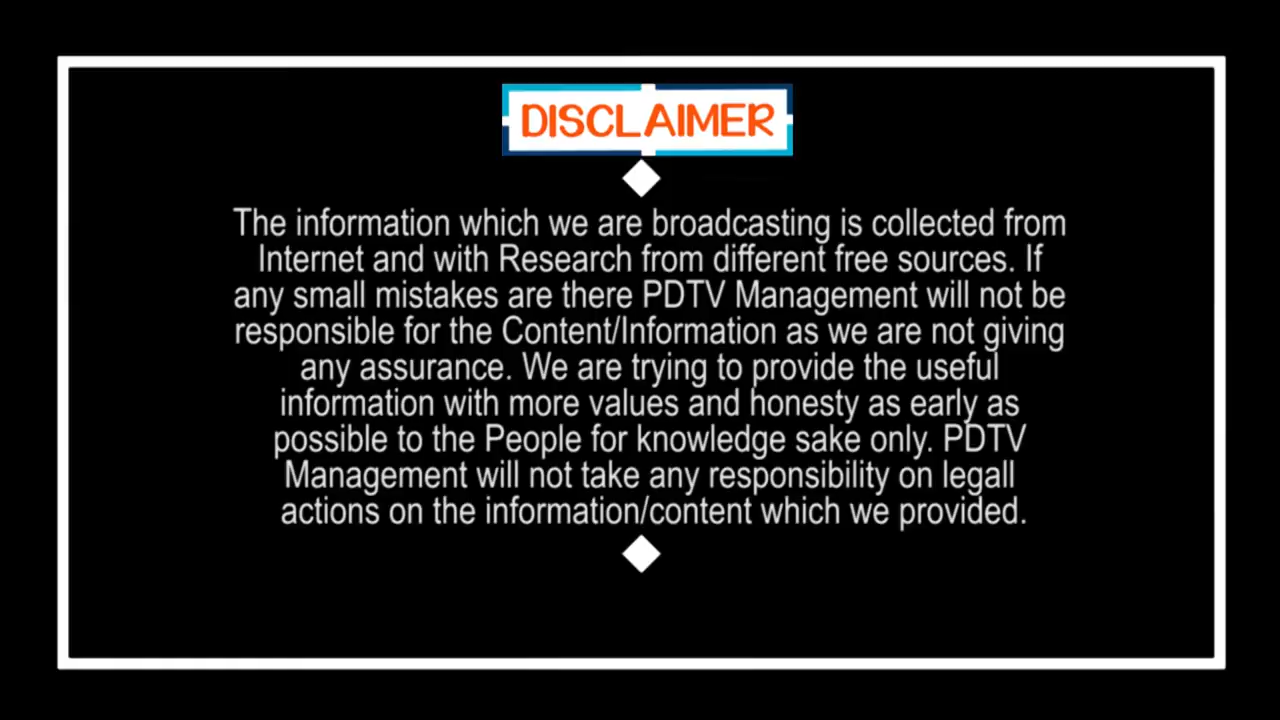 DISCLAIMER
The information which we are broadcasting is collected from
Internet and with Research from different free sources. If
any small mistakes are there PDTV Management will not be
responsible for the Content/Information as we are not giving
any assurance. We are trying to provide the useful
information with more values and honesty as early as
possible to the People for knowledge sake only. PDTV
Management will not take any responsibility on legall
actions on the information/content which we provided.